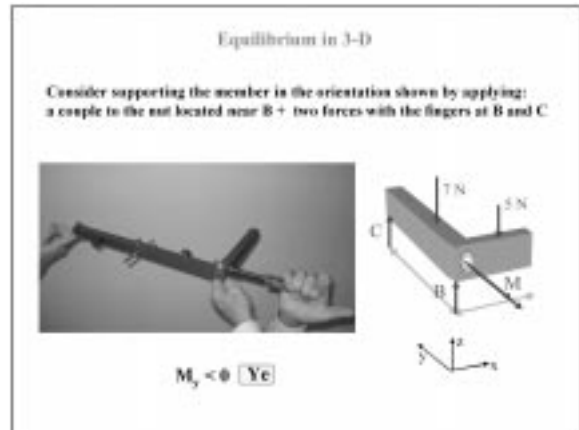 Equilibrium in 3-D
Consider supporting the member in the orientation shown by applying:
a couple to the nut located near B + two forces with the fingers at B and C
7 N
5 N
C
B
M
z
y
x
My < 0 Ye